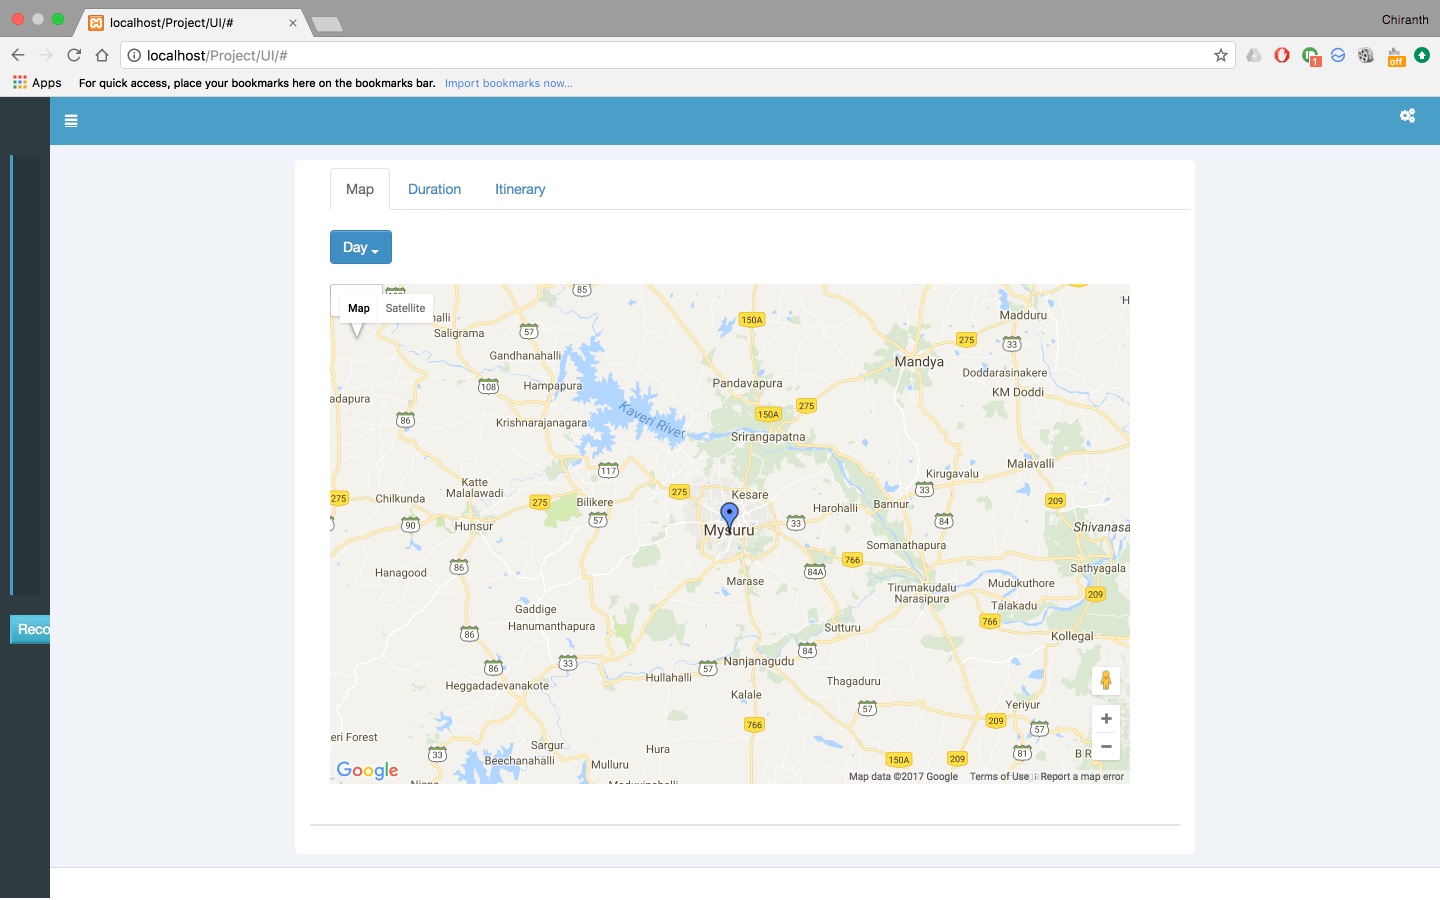 localhost/Project/UI/#
Chiranth
localhost/Project/UI/#
1
off
Apps
For quick access, place your bookmarks here on the bookmarks bar.
Import bookmarks now...
Map
Duration
Itinerary
Day
Map
Satellite
85
150A
Madduru
H
halli
Saligrama
57
275
33
Gandhanahalli
Mandya
Doddarasinakere
108
Hampapura
Pandavapura
KM Doddi
adapura
86
Krishnarajanagara
Kaveri River
150A
275
Srirangapatna
Malavalli
117
Kirugavalu
Katte
Malalawadi
275
Chilkunda
275
Bilikere
275
Kesare
Harohalli
Bannur
33
209
90
Hunsur
57
Mysuru
33
84
Shivanasa
Somanathapura
766
Hanagood
86
Marase
84A
Sathyagala
Tirumakudalu
Narasipura
Mudukuthore
209
Talakadu
Gaddige
Hanumanthapura
766
Reco
86
Sutturu
Kollegal
84
86
33
57
Nanjanagudu
Hullahalli
Thagaduru
Heggadadevanakote
Kalale
57
Yeriyur
209
57
766
eri Forest
33
Sargur
Beechanahalli
Hura
Mulluru
150A
209
81
B R
Google
Map data ©2017 Google
Terms of Use
Report a map error